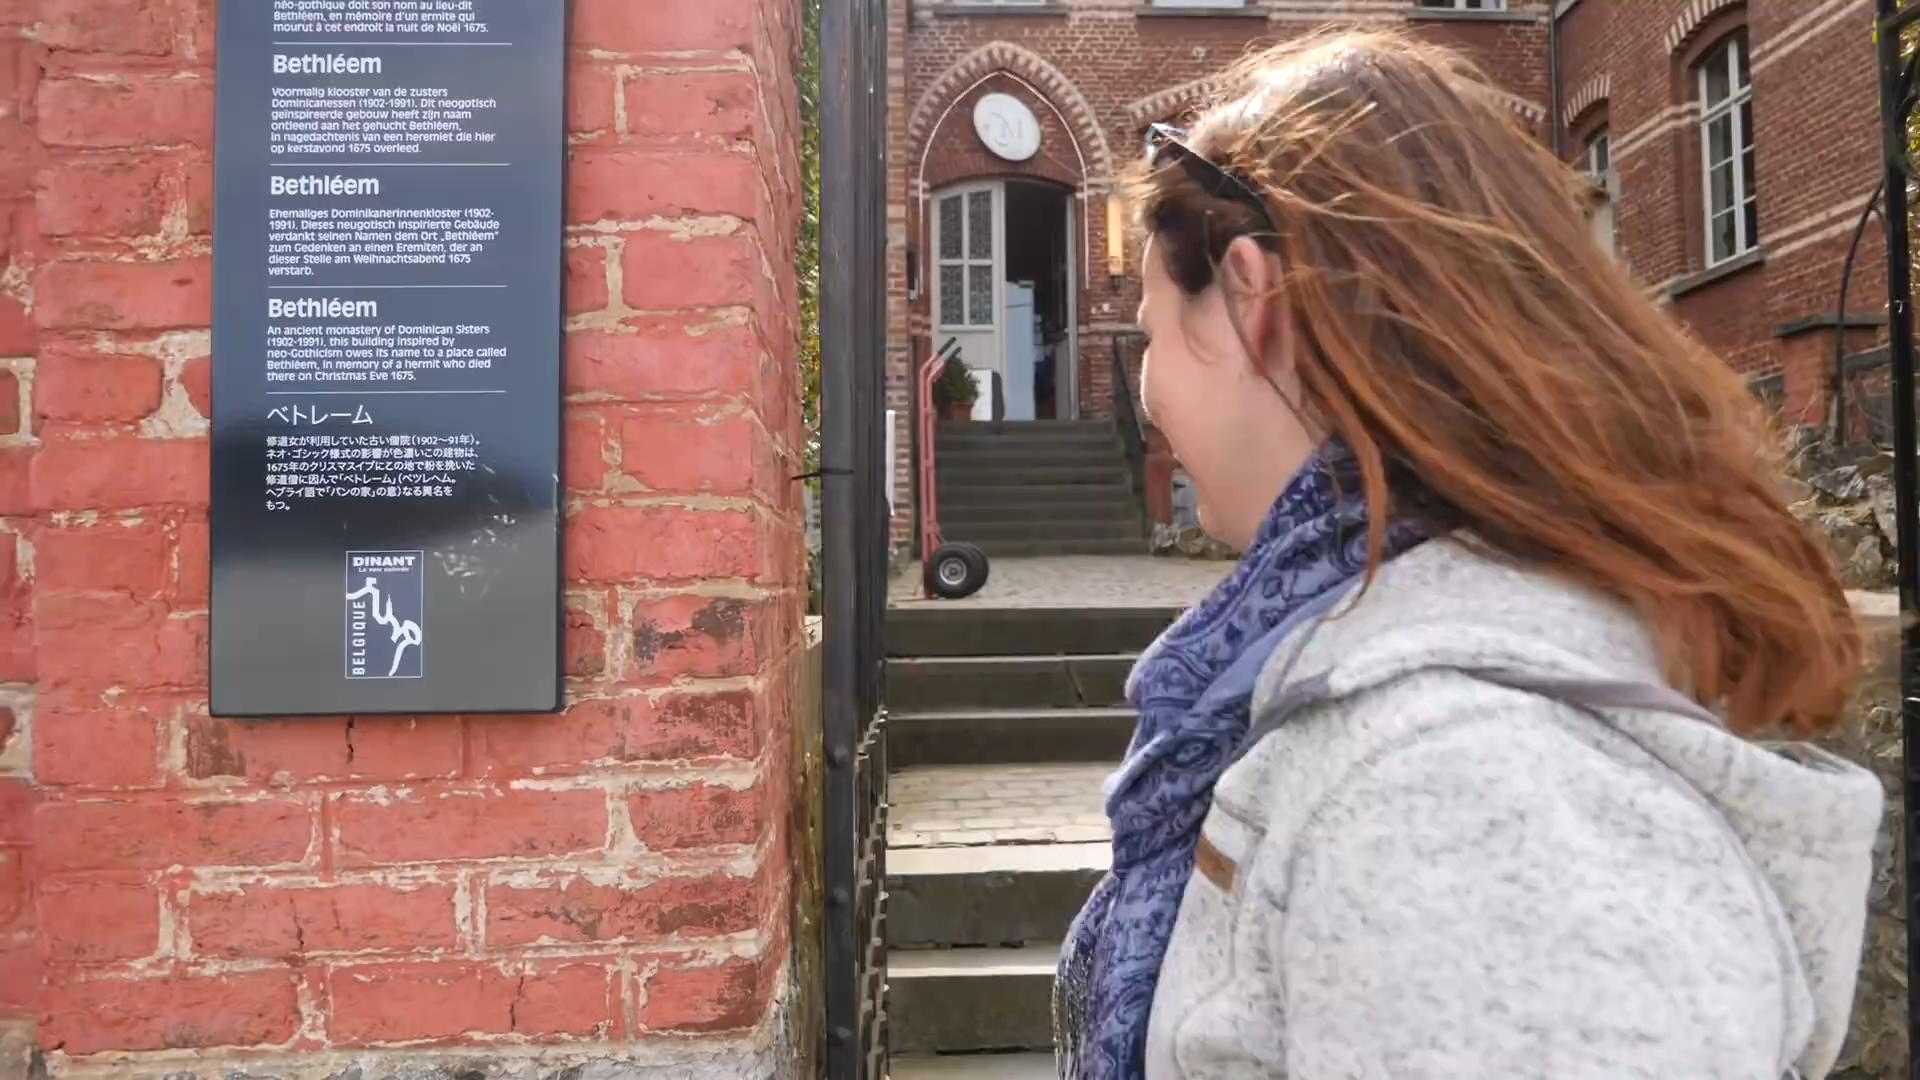 néo-gothique doit son nom au lieu-dit
Bethléem, en mémoire d'un ermite qui
mourut à cet endroit la nuit de Noël 1675.
Bethléem
Voormalig klooster van de zusters
Dominicanessen (1902-1991). Dit neogotisch
geïnspireerde gebouw heeft zijn naam
ontleend aan het gehucht Bethléem,
in nagedachtenis van een heremiet die hier
op kerstavond 1675 overleed.
Bethléem
Ehemaliges Dominikanerinnenkloster (1902-
1991). Dieses neugotisch inspirierte Gebäude
verdankt seinen Namen dem Ort „Bethléem"
zum Gedenken an einen Eremiten, der an
dieser Stelle am Weihnachtsabend 1675
verstarb.
Bethléem
An ancient monastery of Dominican Sisters
(1902-1991), this building inspired by
neo-Gothicism owes its name to a place called
Bethléem, in memory of a hermit who died
there on Christmas Eve 1675.
ベトレーム
修道女が利用していた古い僧院(1902〜91年)。
ネオ・ゴシック様式の影響が色濃いこの建物は、
1675年のクリスマスイブにこの地で粉を挽いた
修道僧に因んで「ベトレーム」(ベツレヘム。
ヘブライ語で「パンの家」の意)なる異名を
もつ。
DINANT
BELGIQUE
M